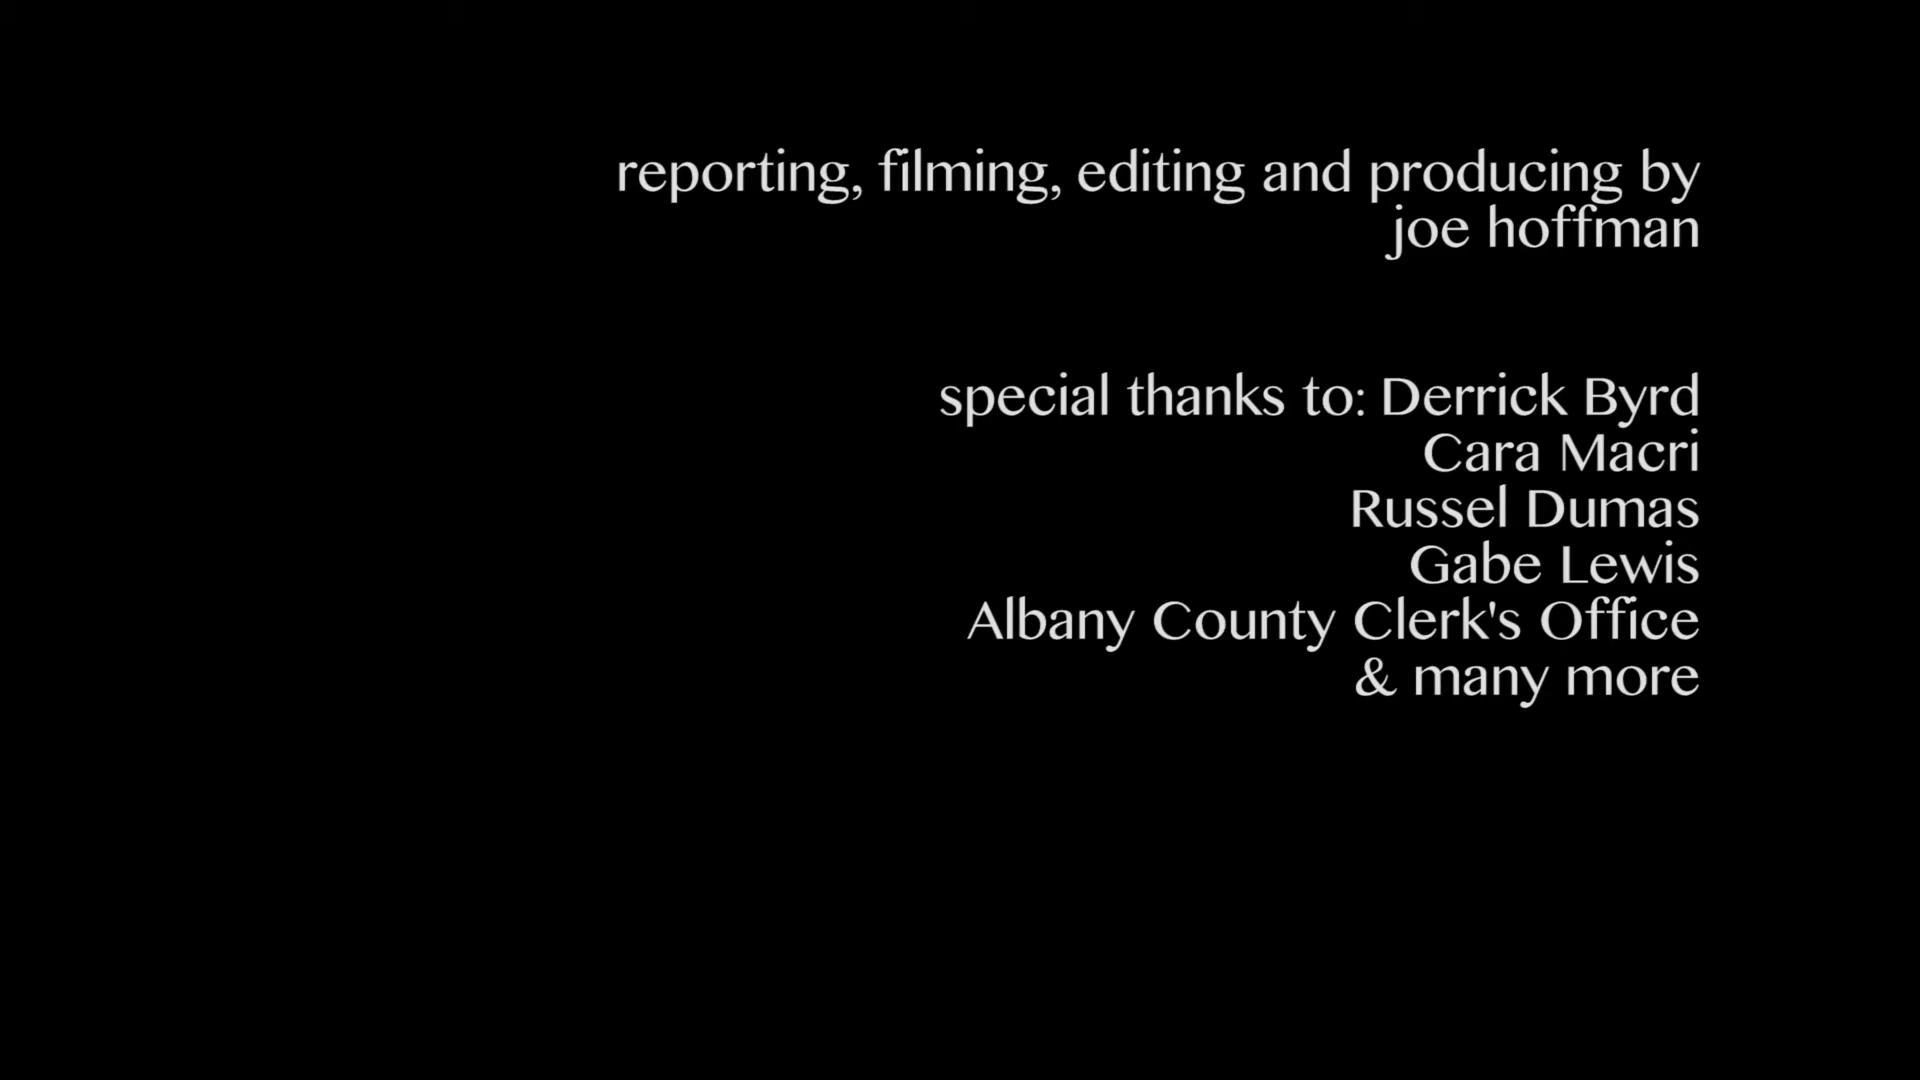 reporting, filming, editing and producing by
joe hoffman
special thanks to: Derrick Byrd
Cara Macri
Russel Dumas
Gabe Lewis
Albany County Clerk's Office
& many more